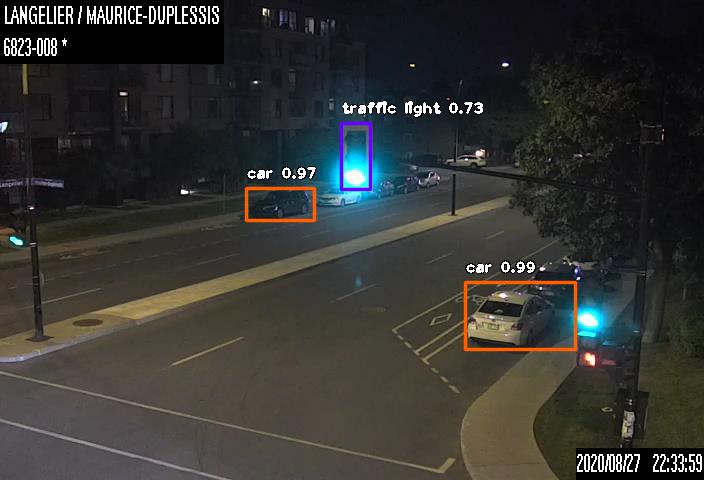 LANGELIER / MAURICE-DUPLESSIS
6823-008 *
traffic light 0.73
car 0.97
car 0.99
2020/08/27 22:33:59